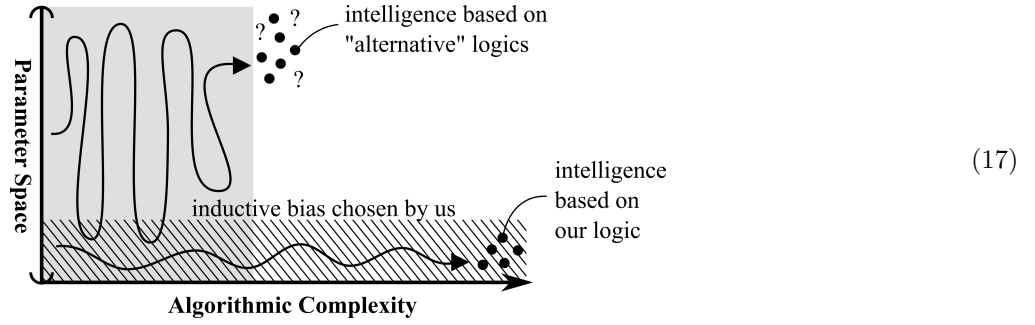 intelligence based on
"alternative" logics
?
?
?
Parameter Space
(17)
intelligence
based on
our logic
inductive bias chosen by us
Algorithmic Complexity